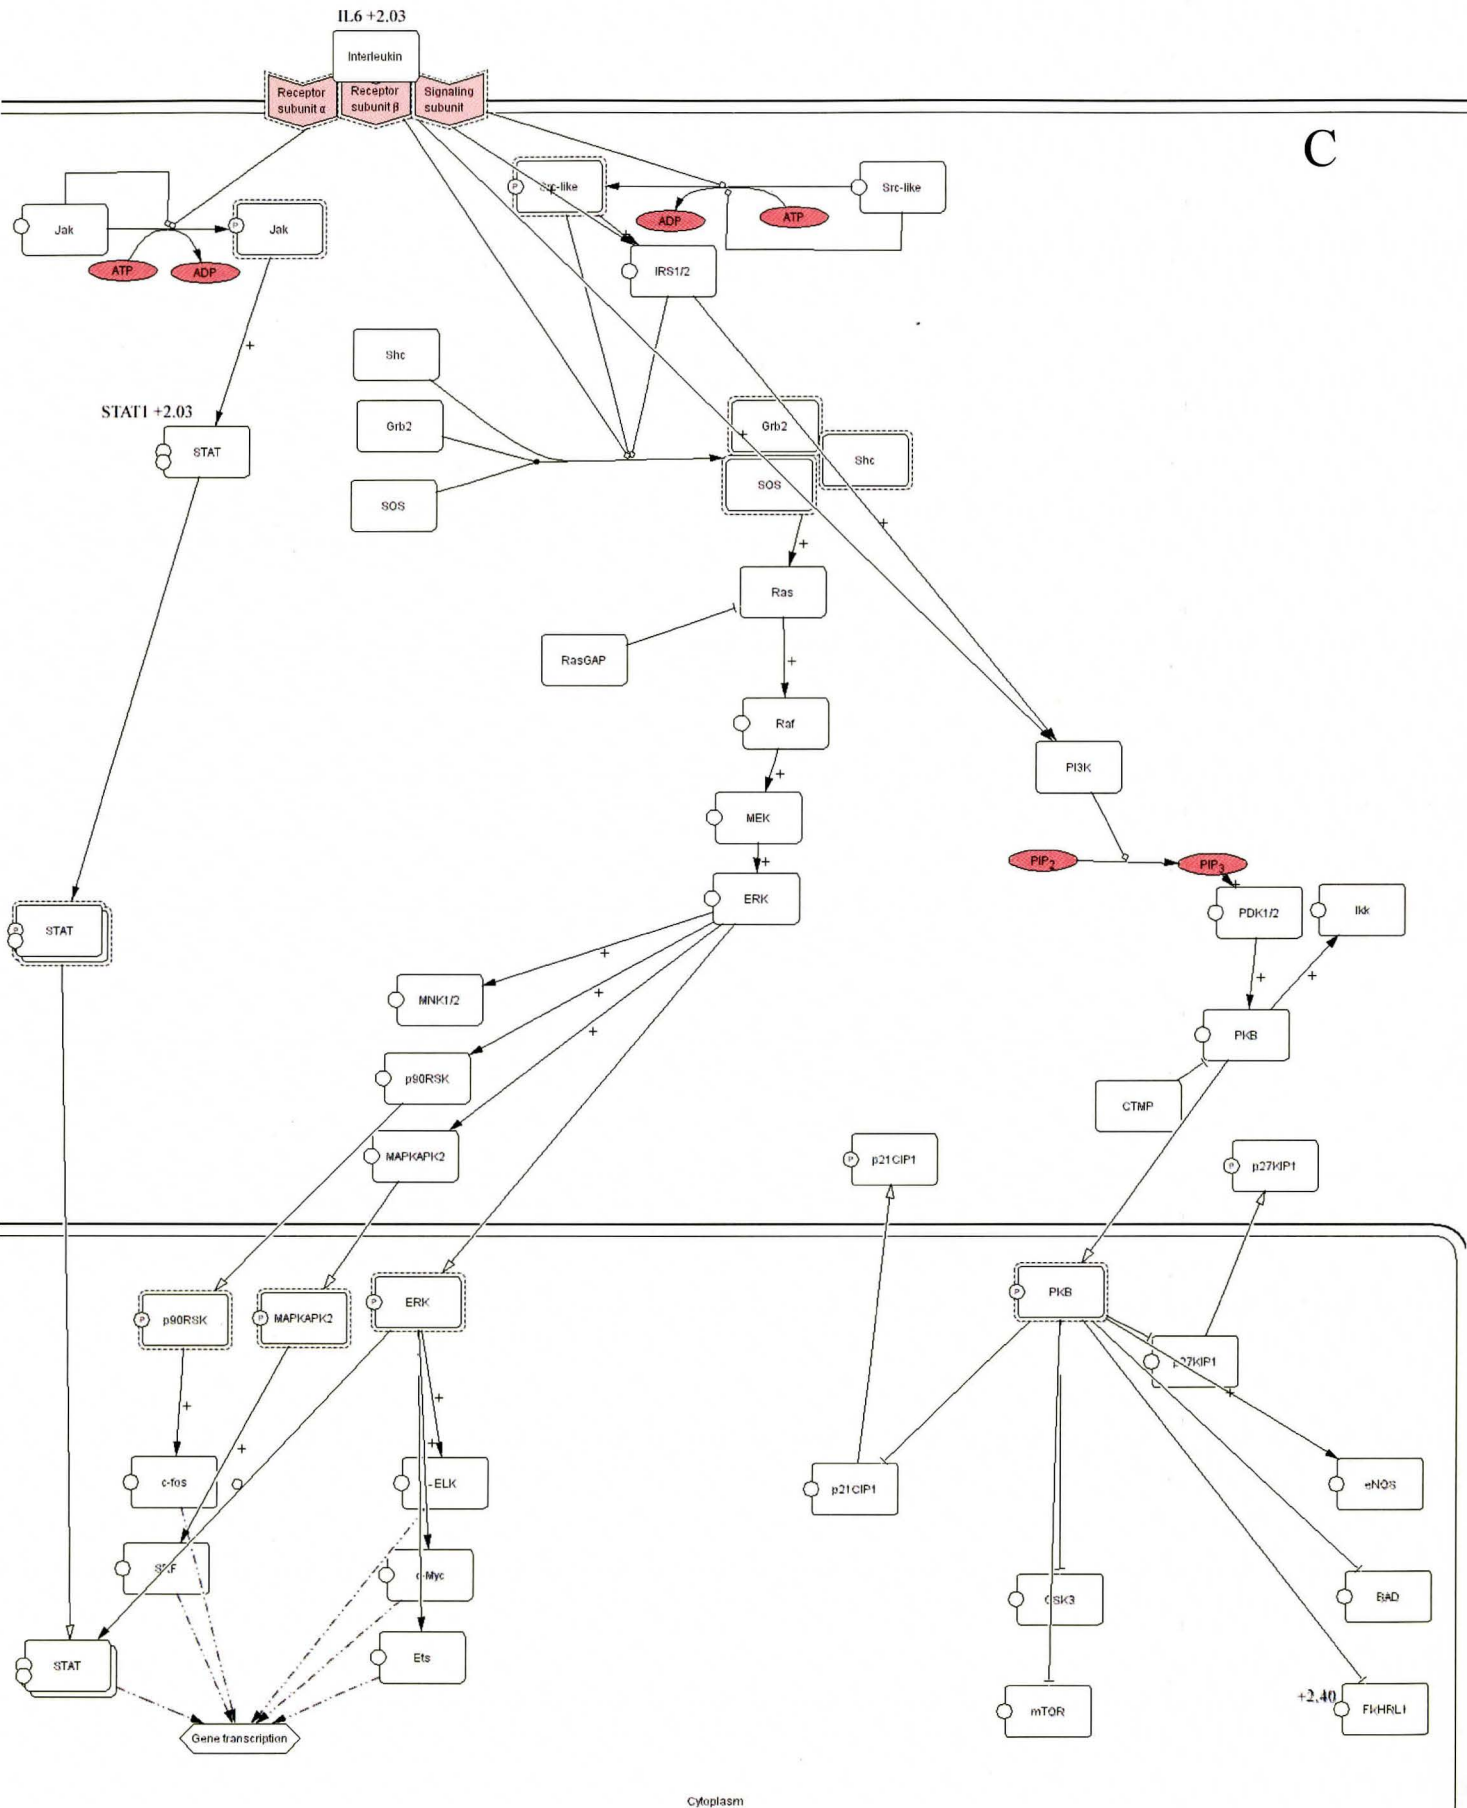 IL6 +2.03
Interleukin
Receptor
subunit α
Receptor
subunit β
Signaling
subunit
C
P
Src-like
Src-like
ADP
ATP
Jak
P
Jak
ATP
ADP
+
IRS1/2
+
Shc
STAT1 +2.03
Grb2
Grb2
+
STAT
Shc
SOS
SOS
+
+
Ras
RasGAP
+
Raf
PI3K
+
MEK
PIP2
PIP3
+
+
ERK
PDK1/2
Ikk
P
STAT
+
+
+
MNK1/2
+
+
PKB
p90RSK
CTMP
MAPKAPK2
P
p21CIP1
P
p27KIP1
P
p90RSK
P
MAPKAPK2
P
ERK
P
PKB
p27KIP1
+
+
+
+
+
c-fos
-ELK
p21CIP1
eNOS
SRF
c-Myc
GSK3
BAD
STAT
Ets
+2.40
FKHRL1
mTOR
Gene transcription
Cytoplasm